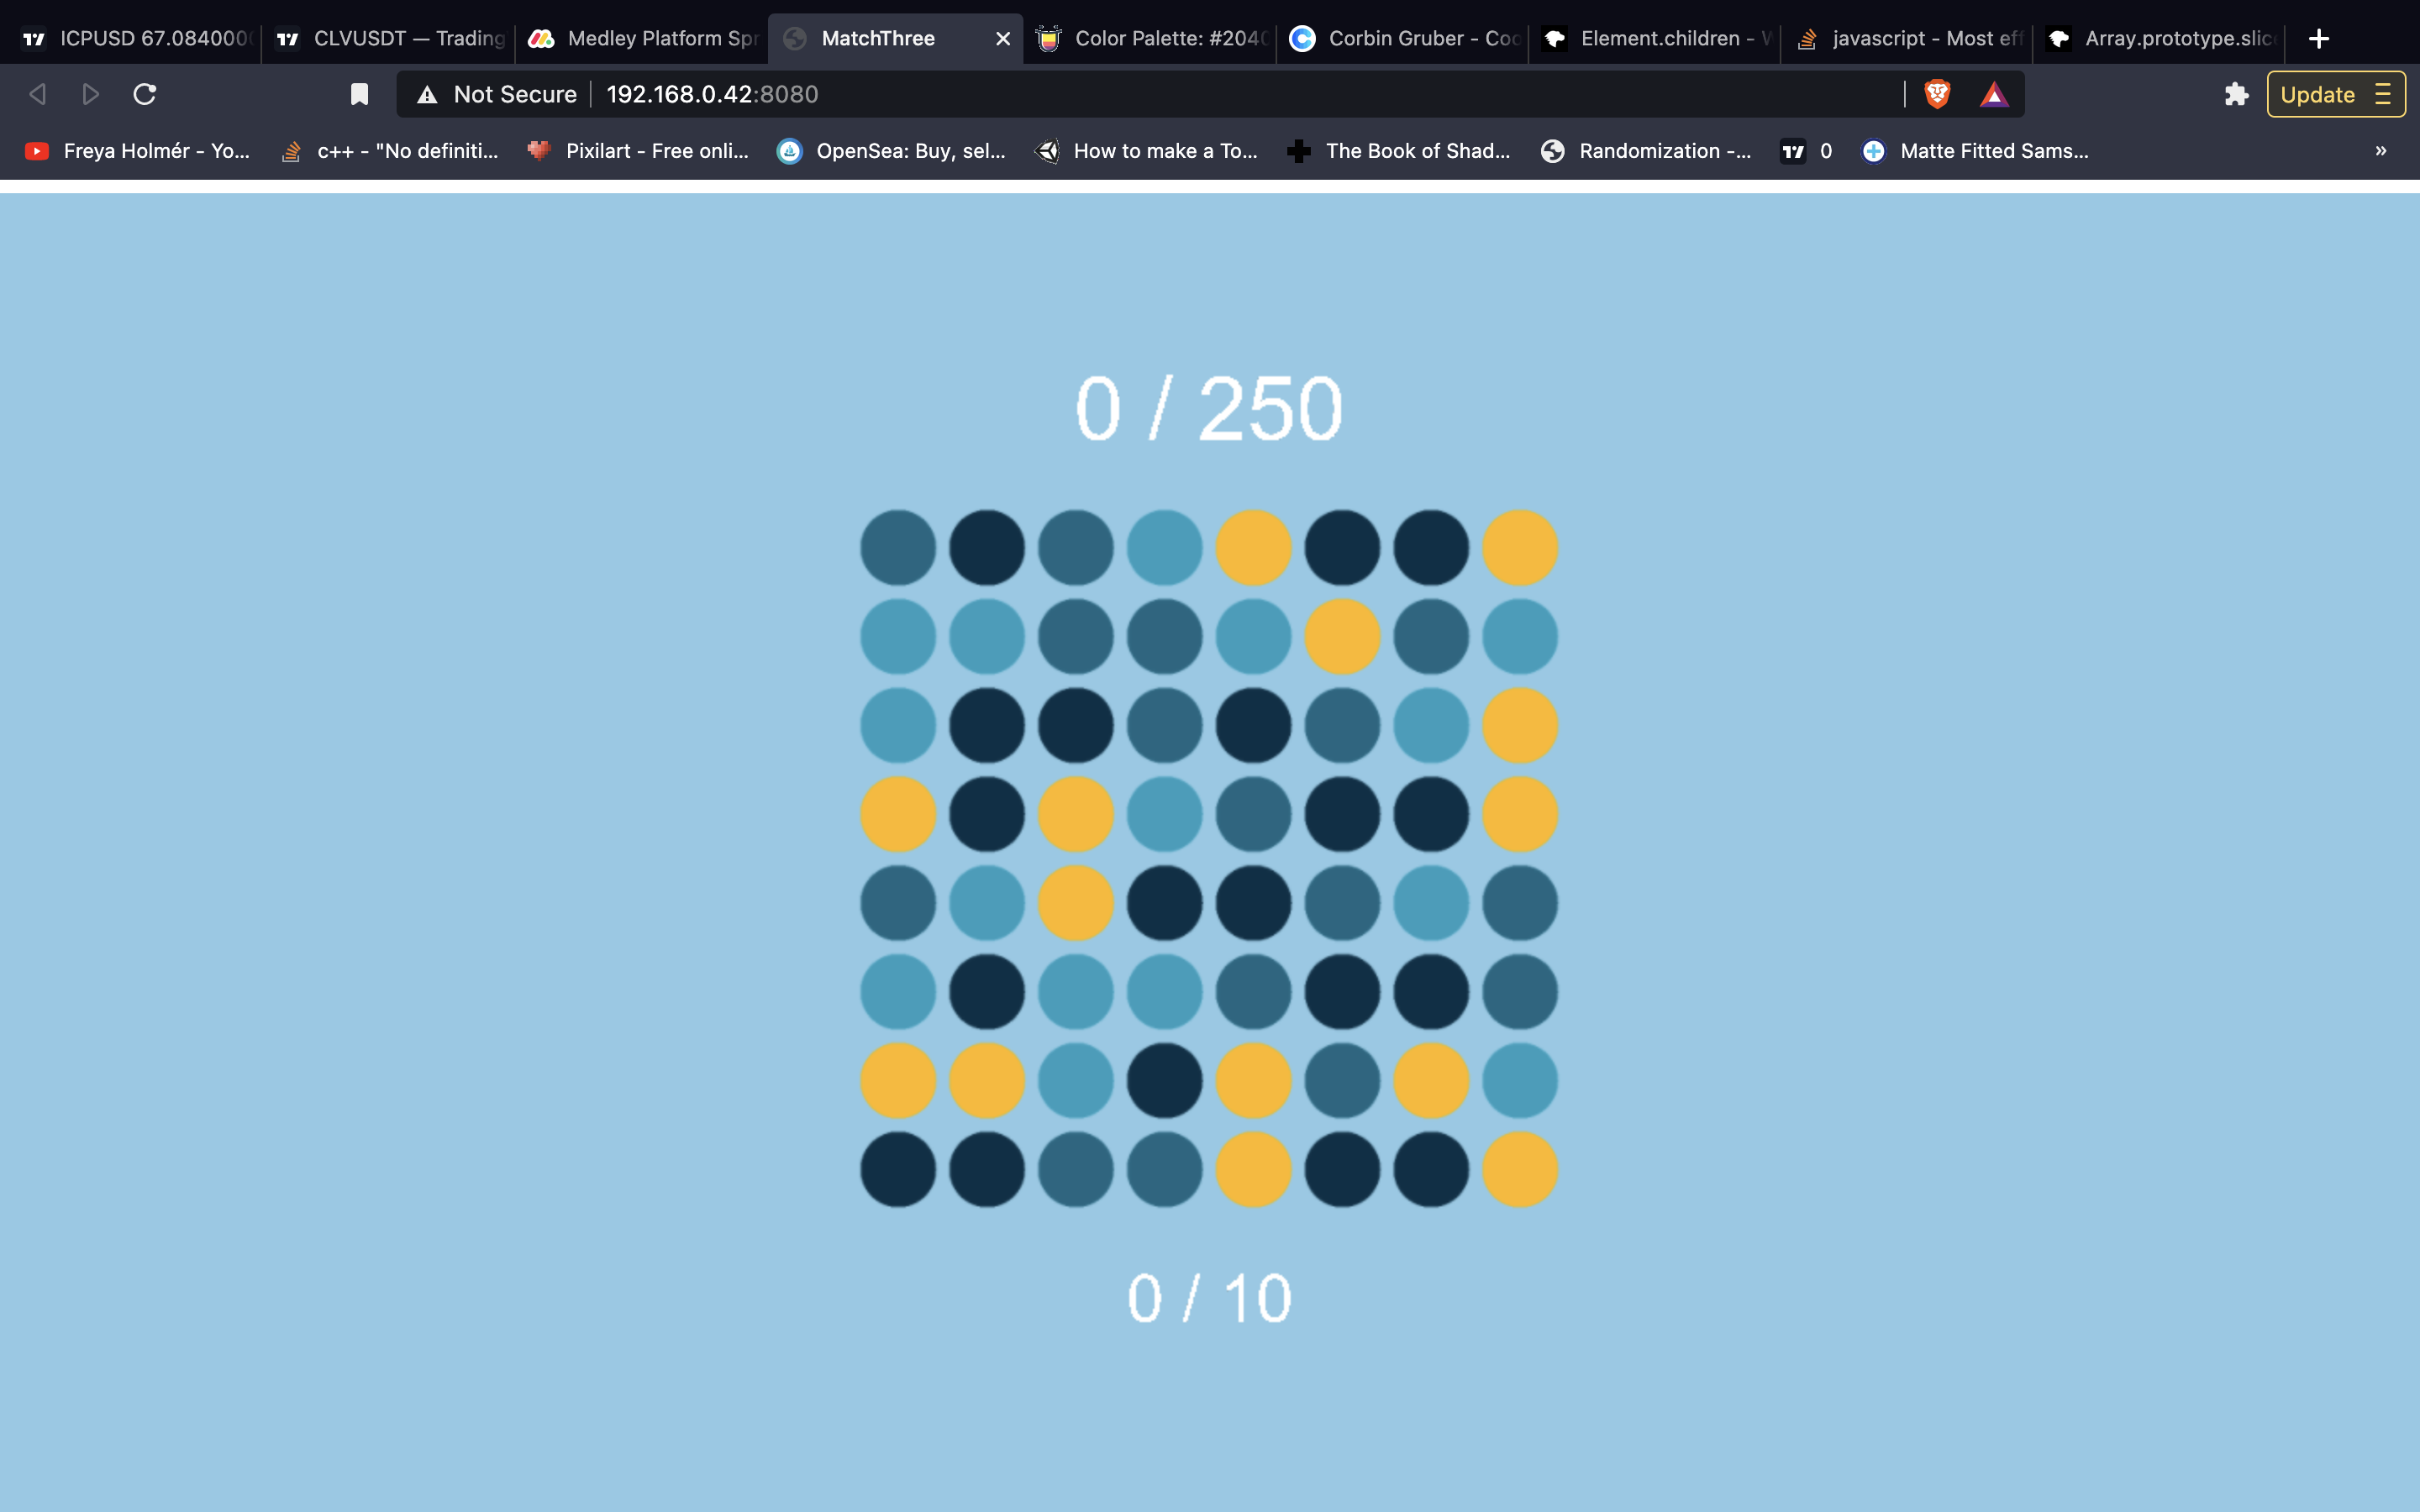 ICPUSD 67.084000
CLVUSDT — Trading
Medley Platform Spr
MatchThree
Color Palette: #204
Corbin Gruber - Coo
Element.children -
javascript - Most eff
Array.prototype.slic
Not Secure
192.168.0.42:8080
Update
Freya Holmér - Yo...
c++ - "No definiti...
Pixilart - Free onli...
OpenSea: Buy, sel...
How to make a To...
The Book of Shad...
Randomization -...
0
Matte Fitted Sams...
»
0 / 250
0 / 10